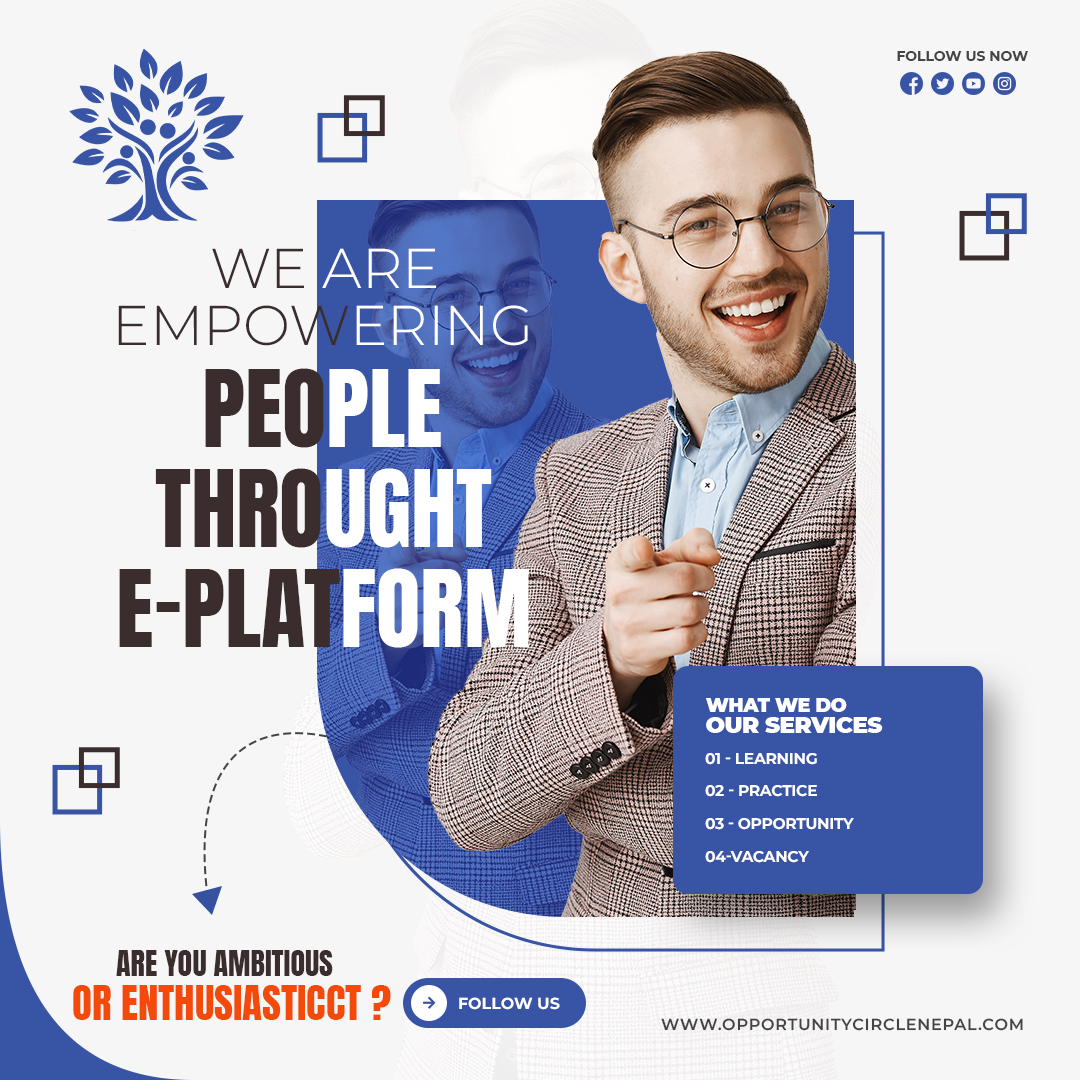 FOLLOW US NOW
WE ARE
EMPOWERING
PEOPLE
THROUGHT
E-PLATFORM
WHAT WE DO
OUR SERVICES
01 - LEARNING
02 - PRACTICE
03 - OPPORTUNITY
04-VACANCY
ARE YOU AMBITIOUS
OR ENTHUSIASTICCT ?
FOLLOW US
WWW.OPPORTUNITYCIRCLENEPAL.COM